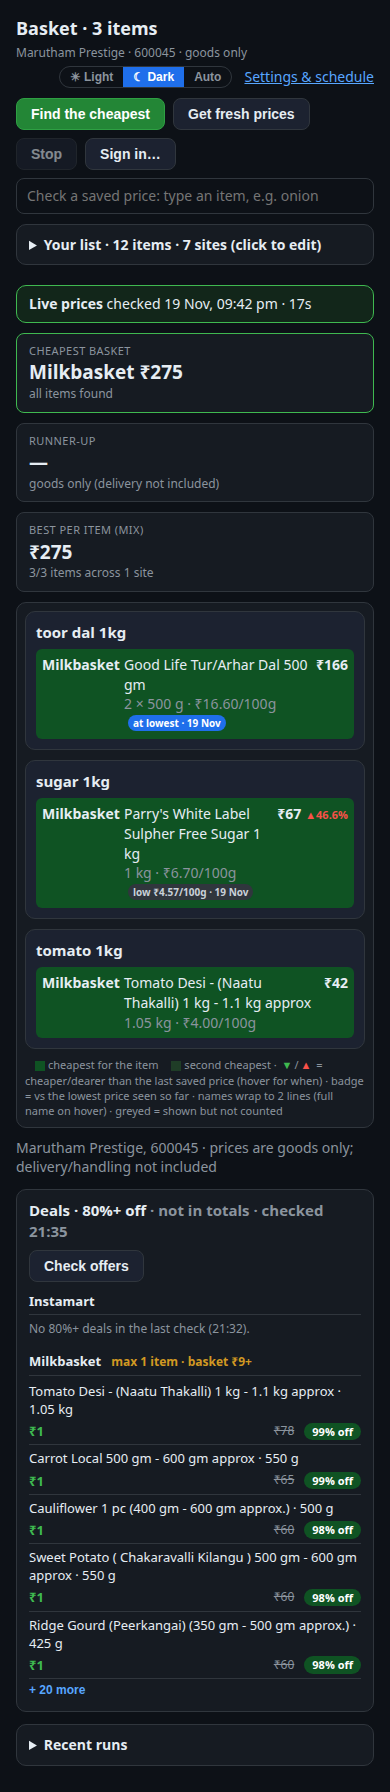 Basket · 3 items
Marutham Prestige · 600045 · goods only
☀ Light ☾ Dark Auto Settings & schedule
Find the cheapest Get fresh prices
Stop Sign in…
Check a saved price: type an item, e.g. onion
▶ Your list · 12 items · 7 sites (click to edit)
Live prices checked 19 Nov, 09:42 pm · 17s
CHEAPEST BASKET
Milkbasket ₹275
all items found
RUNNER-UP
—
goods only (delivery not included)
BEST PER ITEM (MIX)
₹275
3/3 items across 1 site
toor dal 1kg
Milkbasket Good Life Tur/Arhar Dal 500 ₹166
gm
2 × 500 g · ₹16.60/100g
at lowest · 19 Nov
sugar 1kg
Milkbasket Parry's White Label ₹67 ▲46.6%
Sulpher Free Sugar 1
kg
1 kg · ₹6.70/100g
low ₹4.57/100g · 19 Nov
tomato 1kg
Milkbasket Tomato Desi - (Naatu ₹42
Thakkali) 1 kg - 1.1 kg approx
1.05 kg · ₹4.00/100g
cheapest for the item second cheapest · ▼ / ▲ =
cheaper/dearer than the last saved price (hover for when) · badge
= vs the lowest price seen so far · names wrap to 2 lines (full
name on hover) · greyed = shown but not counted
Marutham Prestige, 600045 · prices are goods only;
delivery/handling not included
Deals · 80%+ off · not in totals · checked
21:35
Check offers
Instamart
No 80%+ deals in the last check (21:32).
Milkbasket max 1 item · basket ₹9+
Tomato Desi - (Naatu Thakkali) 1 kg - 1.1 kg approx ·
1.05 kg
₹1 ₹78 99% off
Carrot Local 500 gm - 600 gm approx · 550 g
₹1 ₹65 99% off
Cauliflower 1 pc (400 gm - 600 gm approx.) · 500 g
₹1 ₹60 98% off
Sweet Potato ( Chakaravalli Kilangu ) 500 gm - 600 gm
approx · 550 g
₹1 ₹60 98% off
Ridge Gourd (Peerkangai) (350 gm - 500 gm approx.) ·
425 g
₹1 ₹60 98% off
+ 20 more
▶ Recent runs